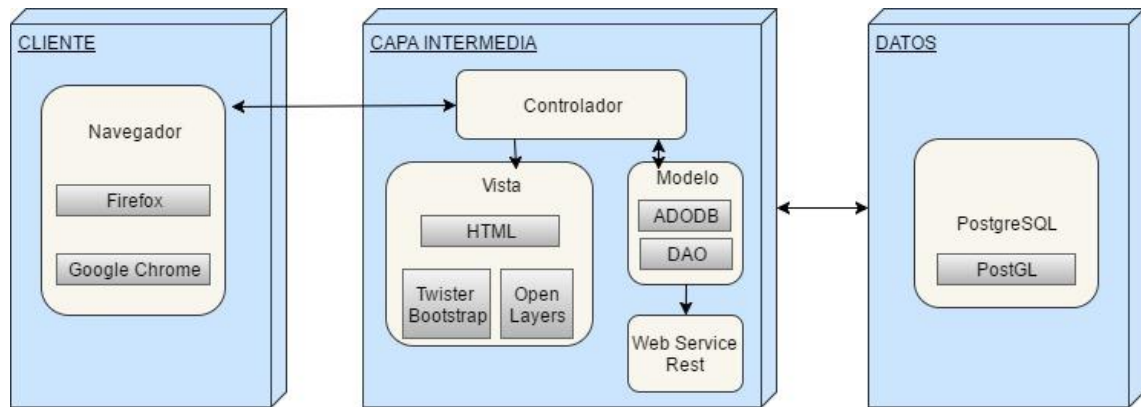 CLIENTE
Navegador
Firefox
Google Chrome
CAPA INTERMEDIA
Controlador
Vista
HTML
Twister
Bootstrap
Open
Layers
Modelo
ADODB
DAO
Web Service
Rest
DATOS
PostgreSQL
PostGL